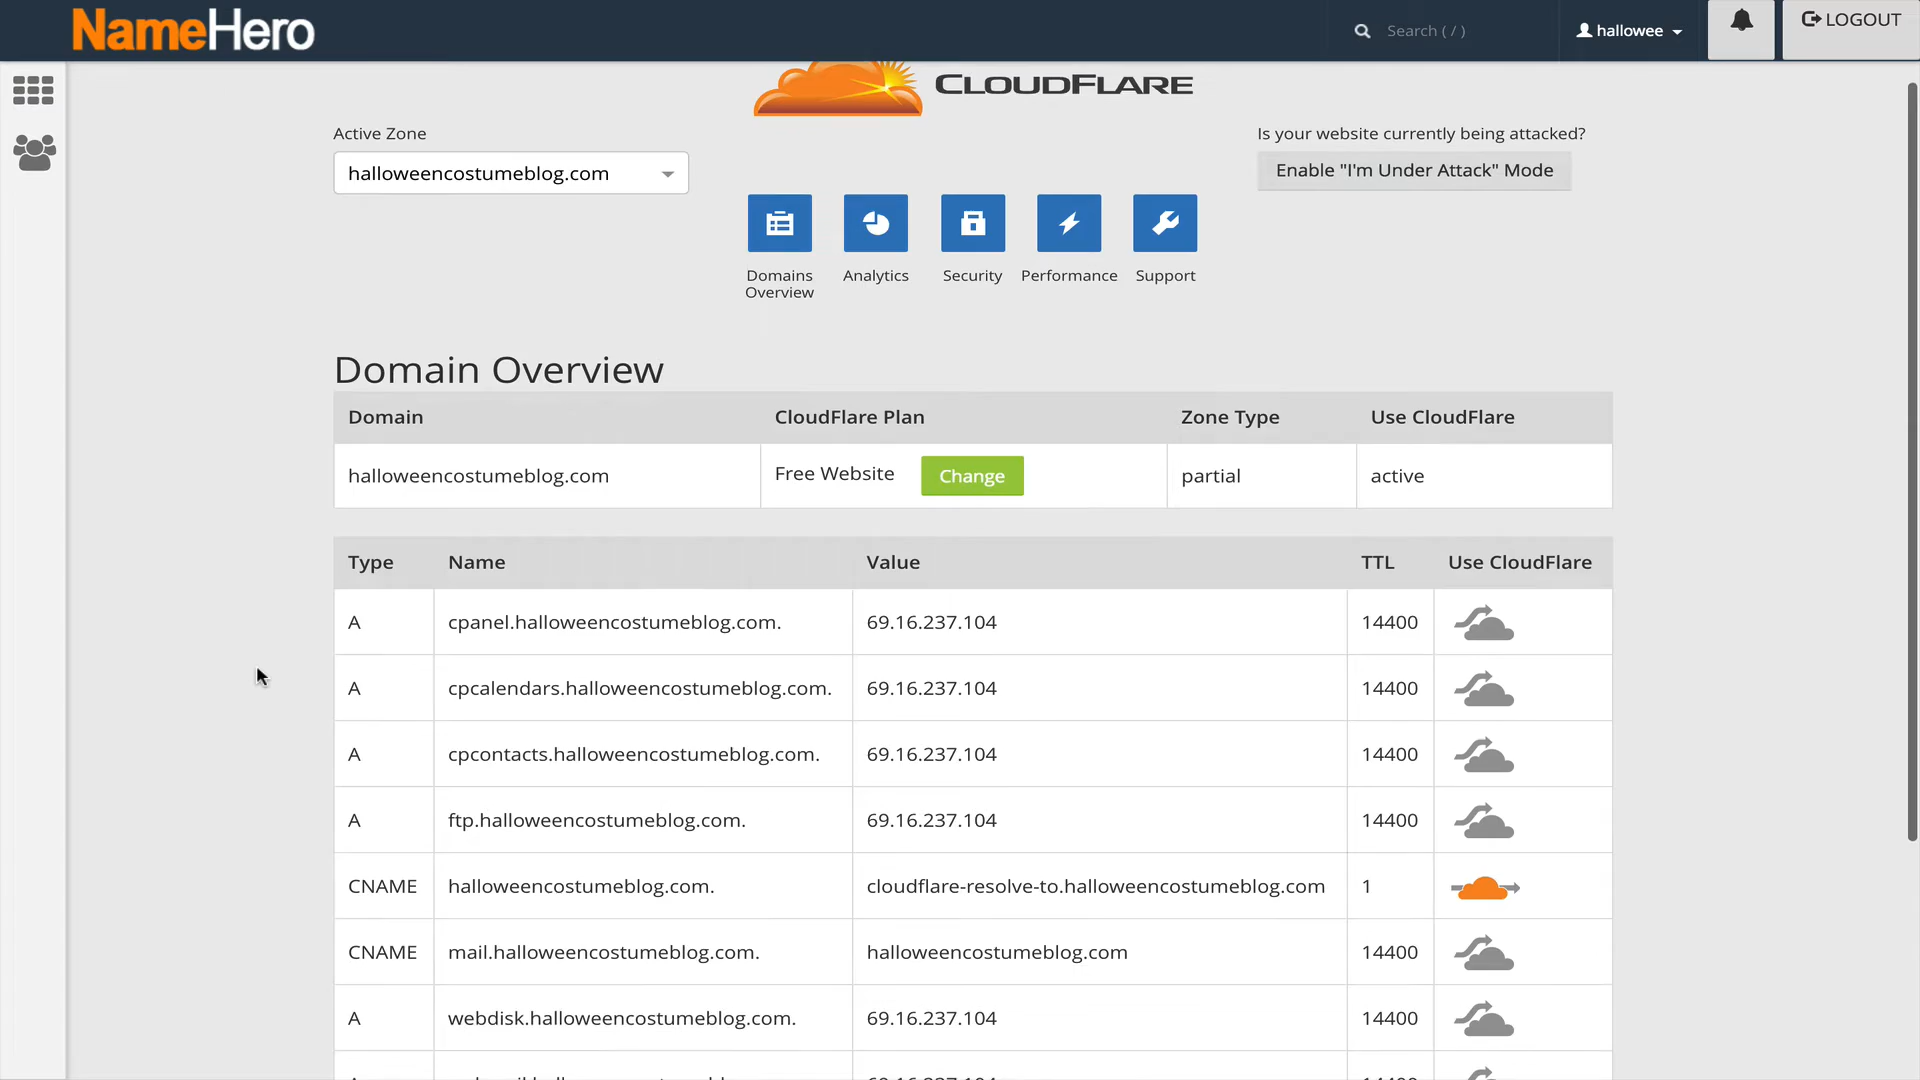 NameHero
Search ( / )
hallowee
LOGOUT
CLOUDFLARE
Active Zone
Is your website currently being attacked?
halloweencostumeblog.com
Enable "I'm Under Attack" Mode
Domains Overview
Analytics
Security
Performance
Support
Domain Overview
Domain CloudFlare Plan Zone Type Use CloudFlare
halloweencostumeblog.com Free Website Change partial active
Type Name Value TTL Use CloudFlare
A cpanel.halloweencostumeblog.com. 69.16.237.104 14400
A cpcalendars.halloweencostumeblog.com. 69.16.237.104 14400
A cpcontacts.halloweencostumeblog.com. 69.16.237.104 14400
A ftp.halloweencostumeblog.com. 69.16.237.104 14400
CNAME halloweencostumeblog.com. cloudflare-resolve-to.halloweencostumeblog.com 1
CNAME mail.halloweencostumeblog.com. halloweencostumeblog.com 14400
A webdisk.halloweencostumeblog.com. 69.16.237.104 14400